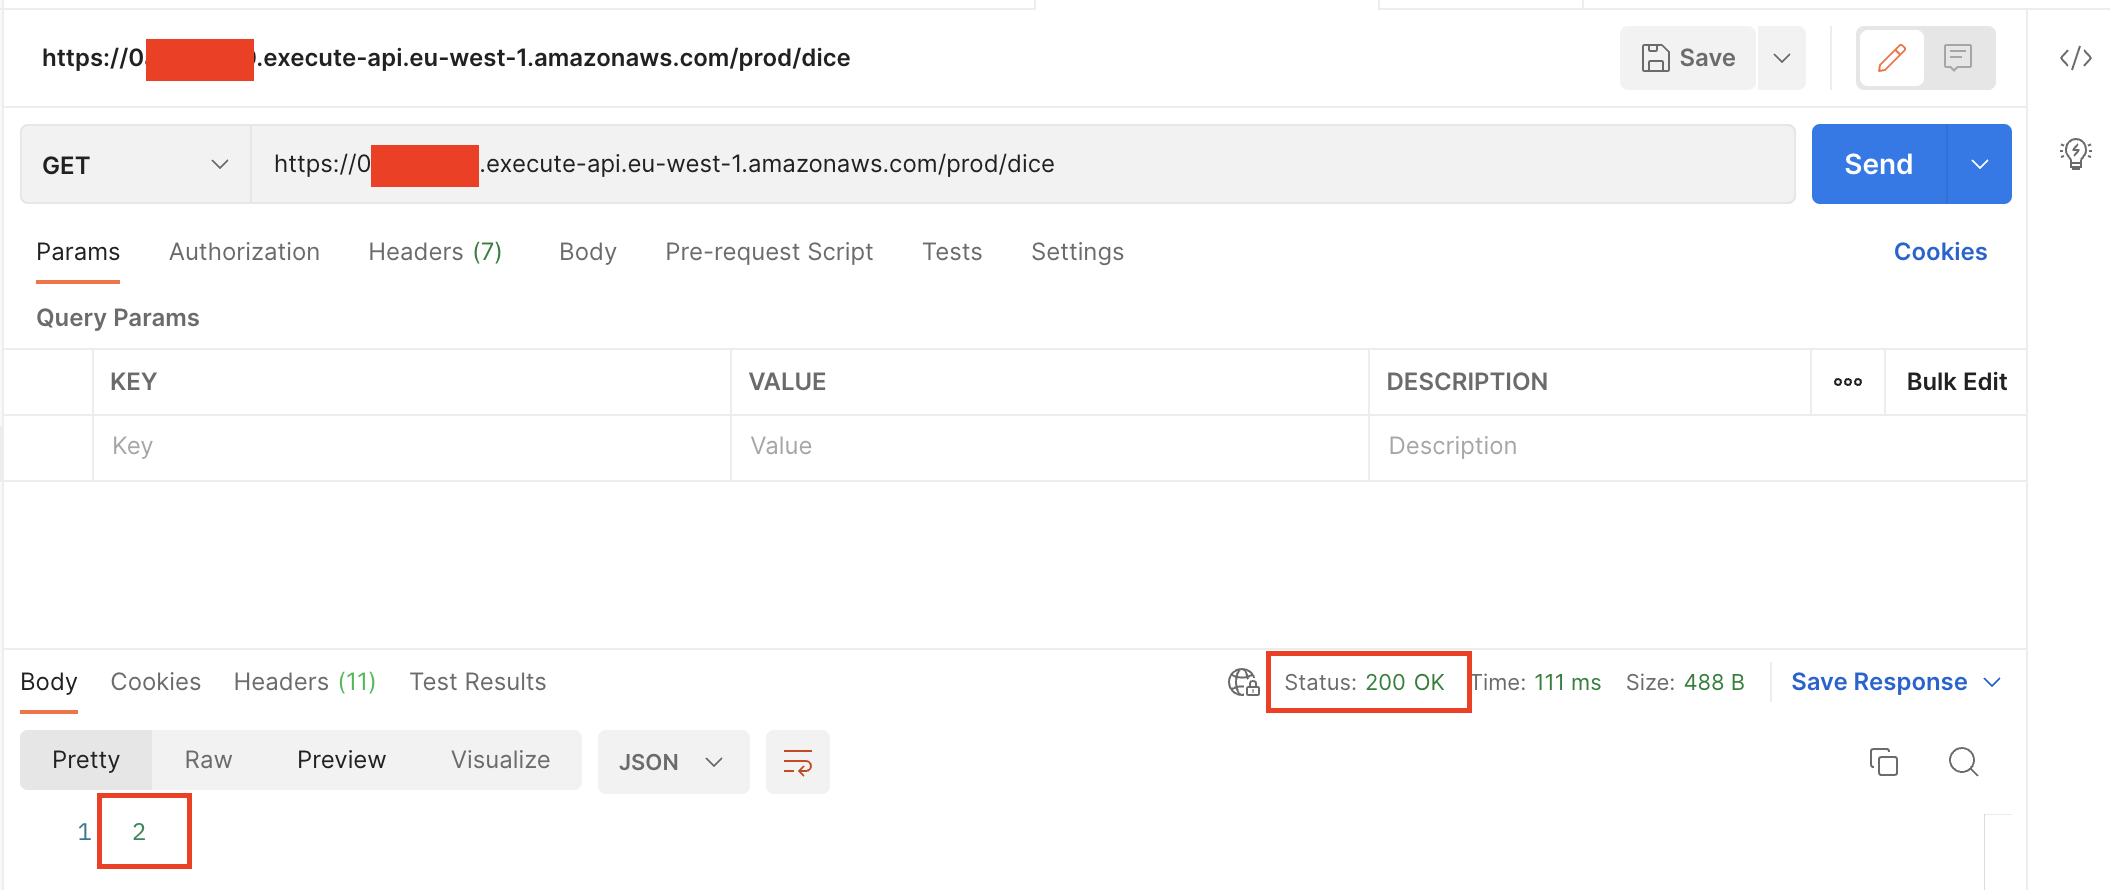 https://0 .execute-api.eu-west-1.amazonaws.com/prod/dice
Save
GET
https://0 .execute-api.eu-west-1.amazonaws.com/prod/dice
Send
Params Authorization Headers (7) Body Pre-request Script Tests Settings Cookies
Query Params
KEY VALUE DESCRIPTION ooo Bulk Edit
Key Value Description
Body Cookies Headers (11) Test Results Status: 200 OK Time: 111 ms Size: 488 B Save Response
Pretty Raw Preview Visualize JSON
1 2